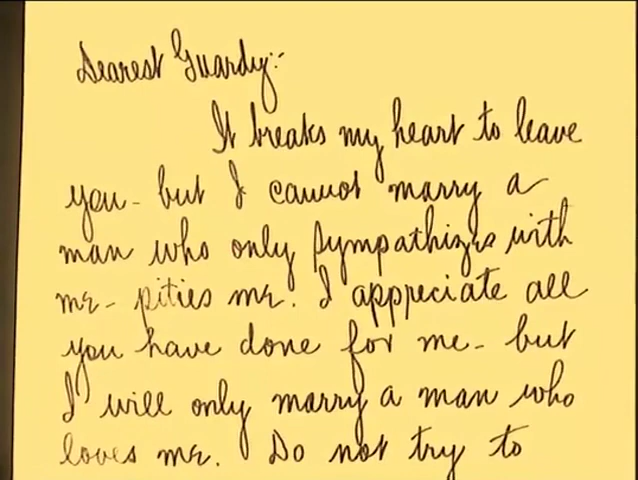 Dearest Guardy:-
It breaks my heart to leave
you - but I cannot marry a
man who only sympathizes with
me - pities me. I appreciate all
you have done for me - but
I will only marry a man who
loves me. Do not try to